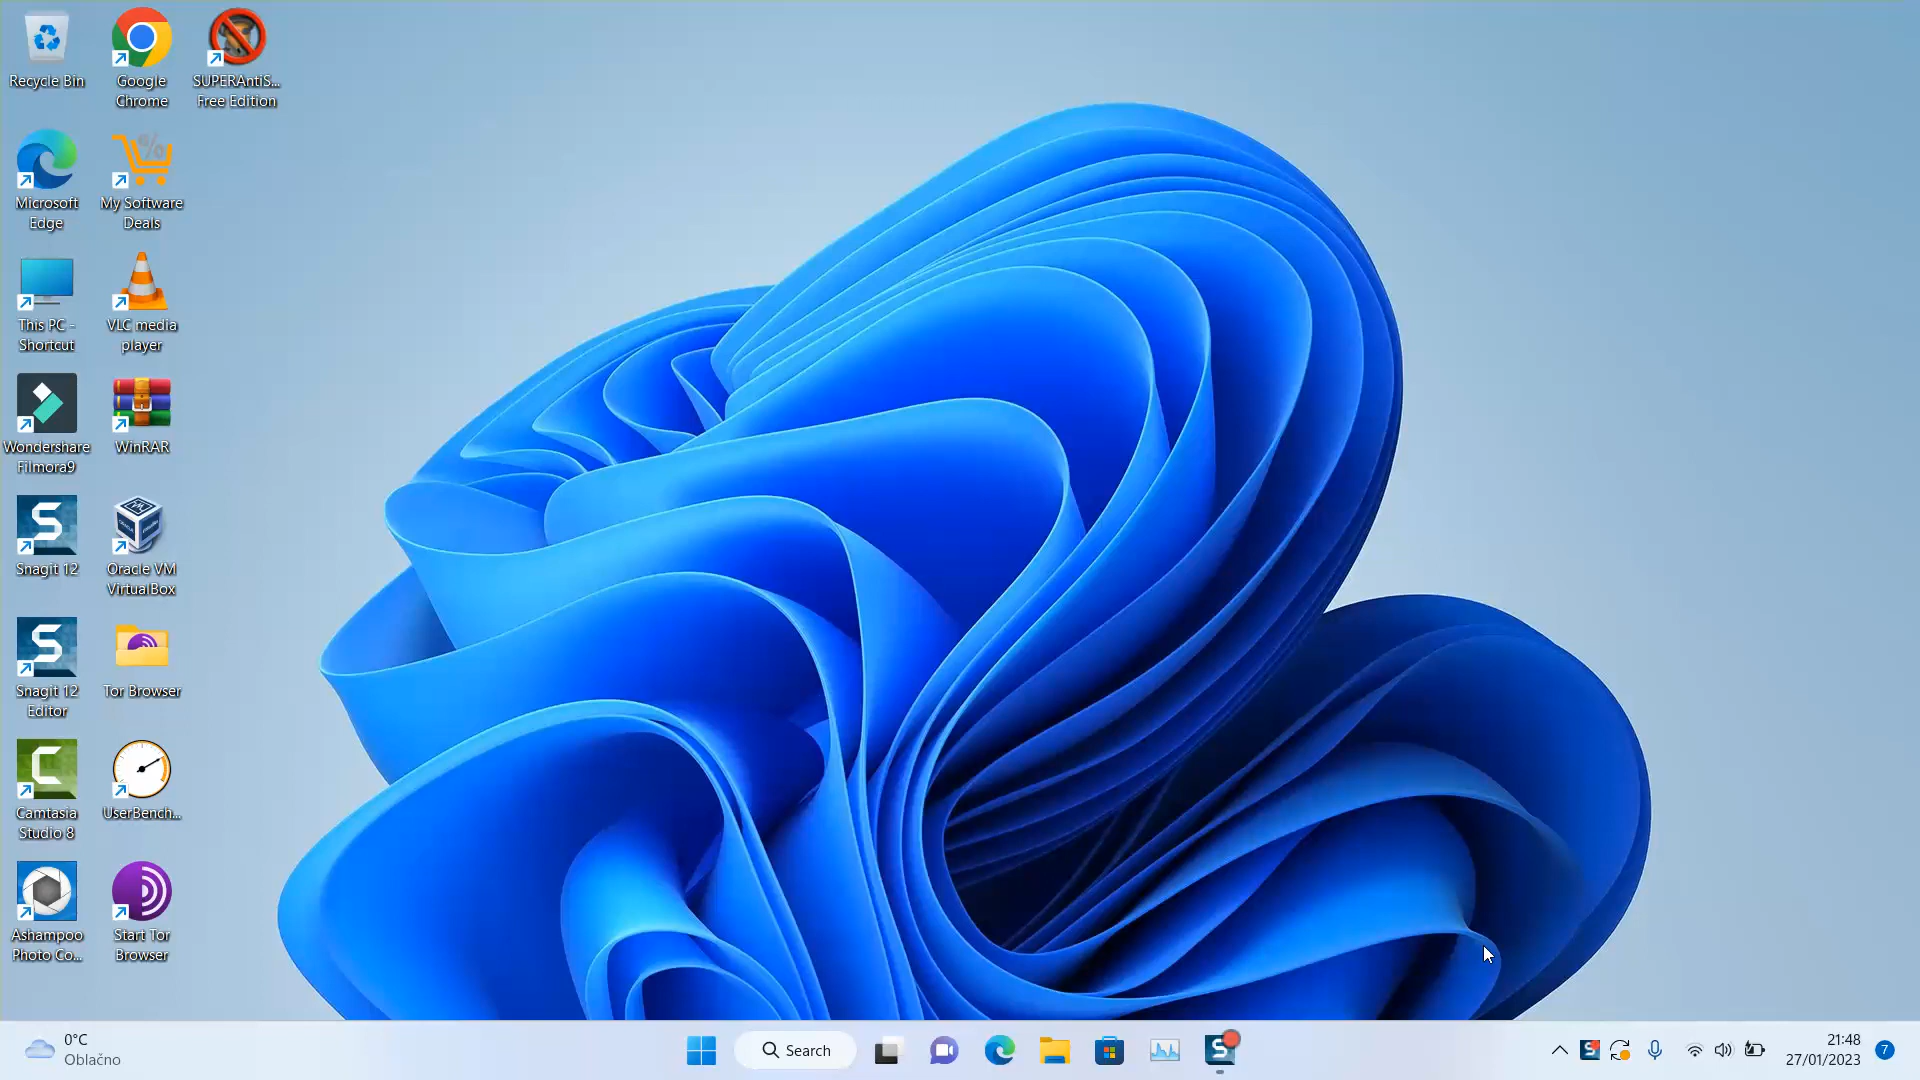 Recycle Bin
Google
Chrome
SUPERAntiS...
Free Edition
Microsoft
Edge
My Software
Deals
This PC -
Shortcut
VLC media
player
Wondershare
Filmora9
WinRAR
Snagit 12
Oracle VM
VirtualBox
Snagit 12
Editor
Tor Browser
Camtasia
Studio 8
UserBench...
Ashampoo
Photo Co...
Start Tor
Browser
0°C
Oblačno
Search
21:48
27/01/2023
7